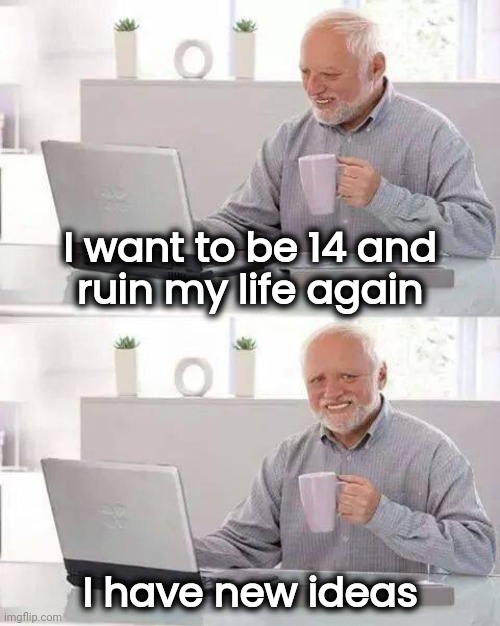 I want to be 14 and
ruin my life again
I have new ideas
imgflip.com